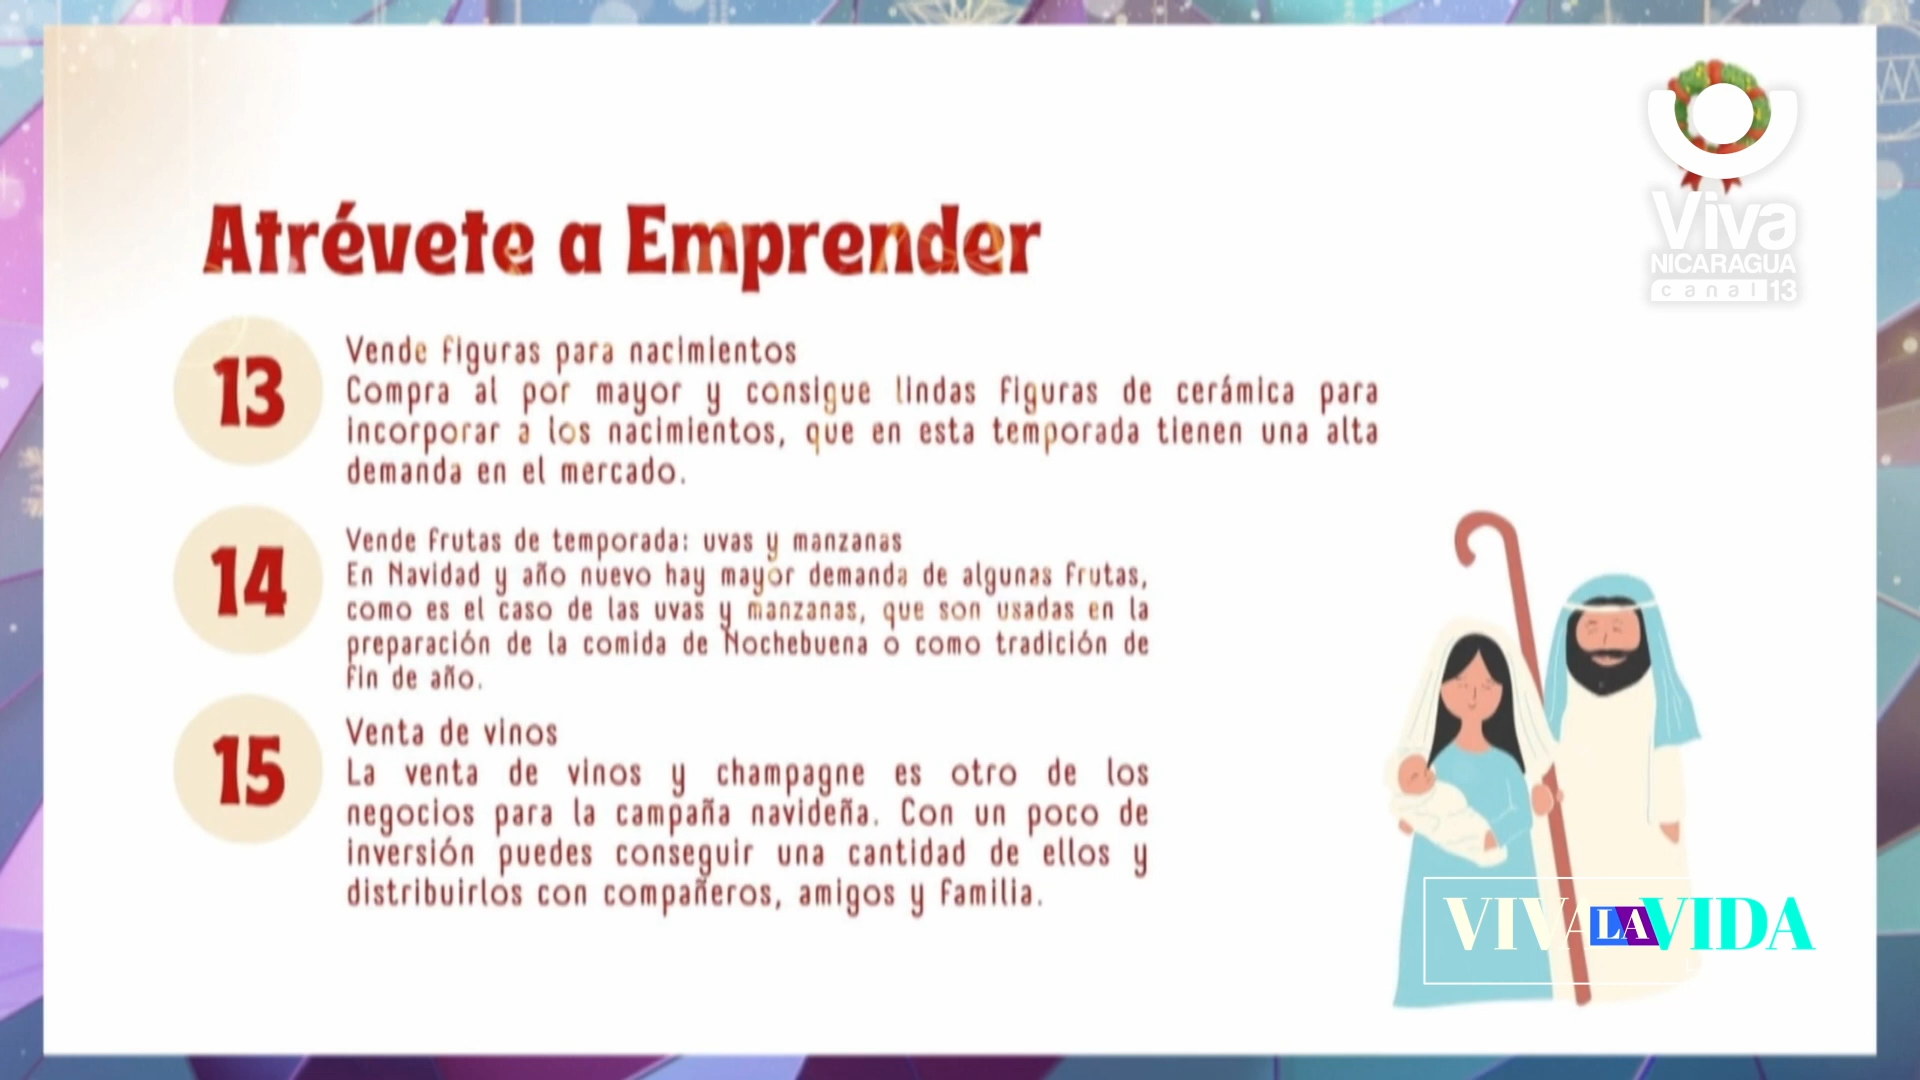 Viva
NICARAGUA
canal 13
Atrévete a Emprender
13
Vende figuras para nacimientos
Compra al por mayor y consigue lindas figuras de cerámica para
incorporar a los nacimientos, que en esta temporada tienen una alta
demanda en el mercado.
14
Vende frutas de temporada: uvas y manzanas
En Navidad y año nuevo hay mayor demanda de algunas frutas,
como es el caso de las uvas y manzanas, que son usadas en la
preparación de la comida de Nochebuena o como tradición de
fin de año.
15
Venta de vinos
La venta de vinos y champagne es otro de los
negocios para la campaña navideña. Con un poco de
inversión puedes conseguir una cantidad de ellos y
distribuirlos con compañeros, amigos y familia.
VIVA LA VIDA